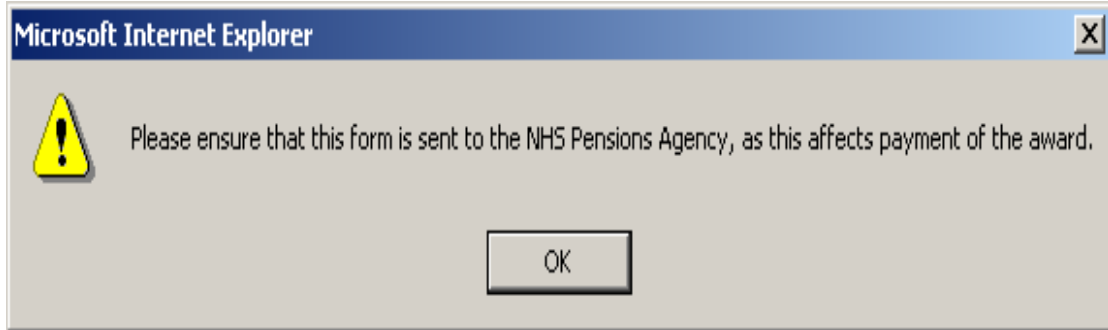 Microsoft Internet Explorer
Please ensure that this form is sent to the NHS Pensions Agency, as this affects payment of the award.
OK